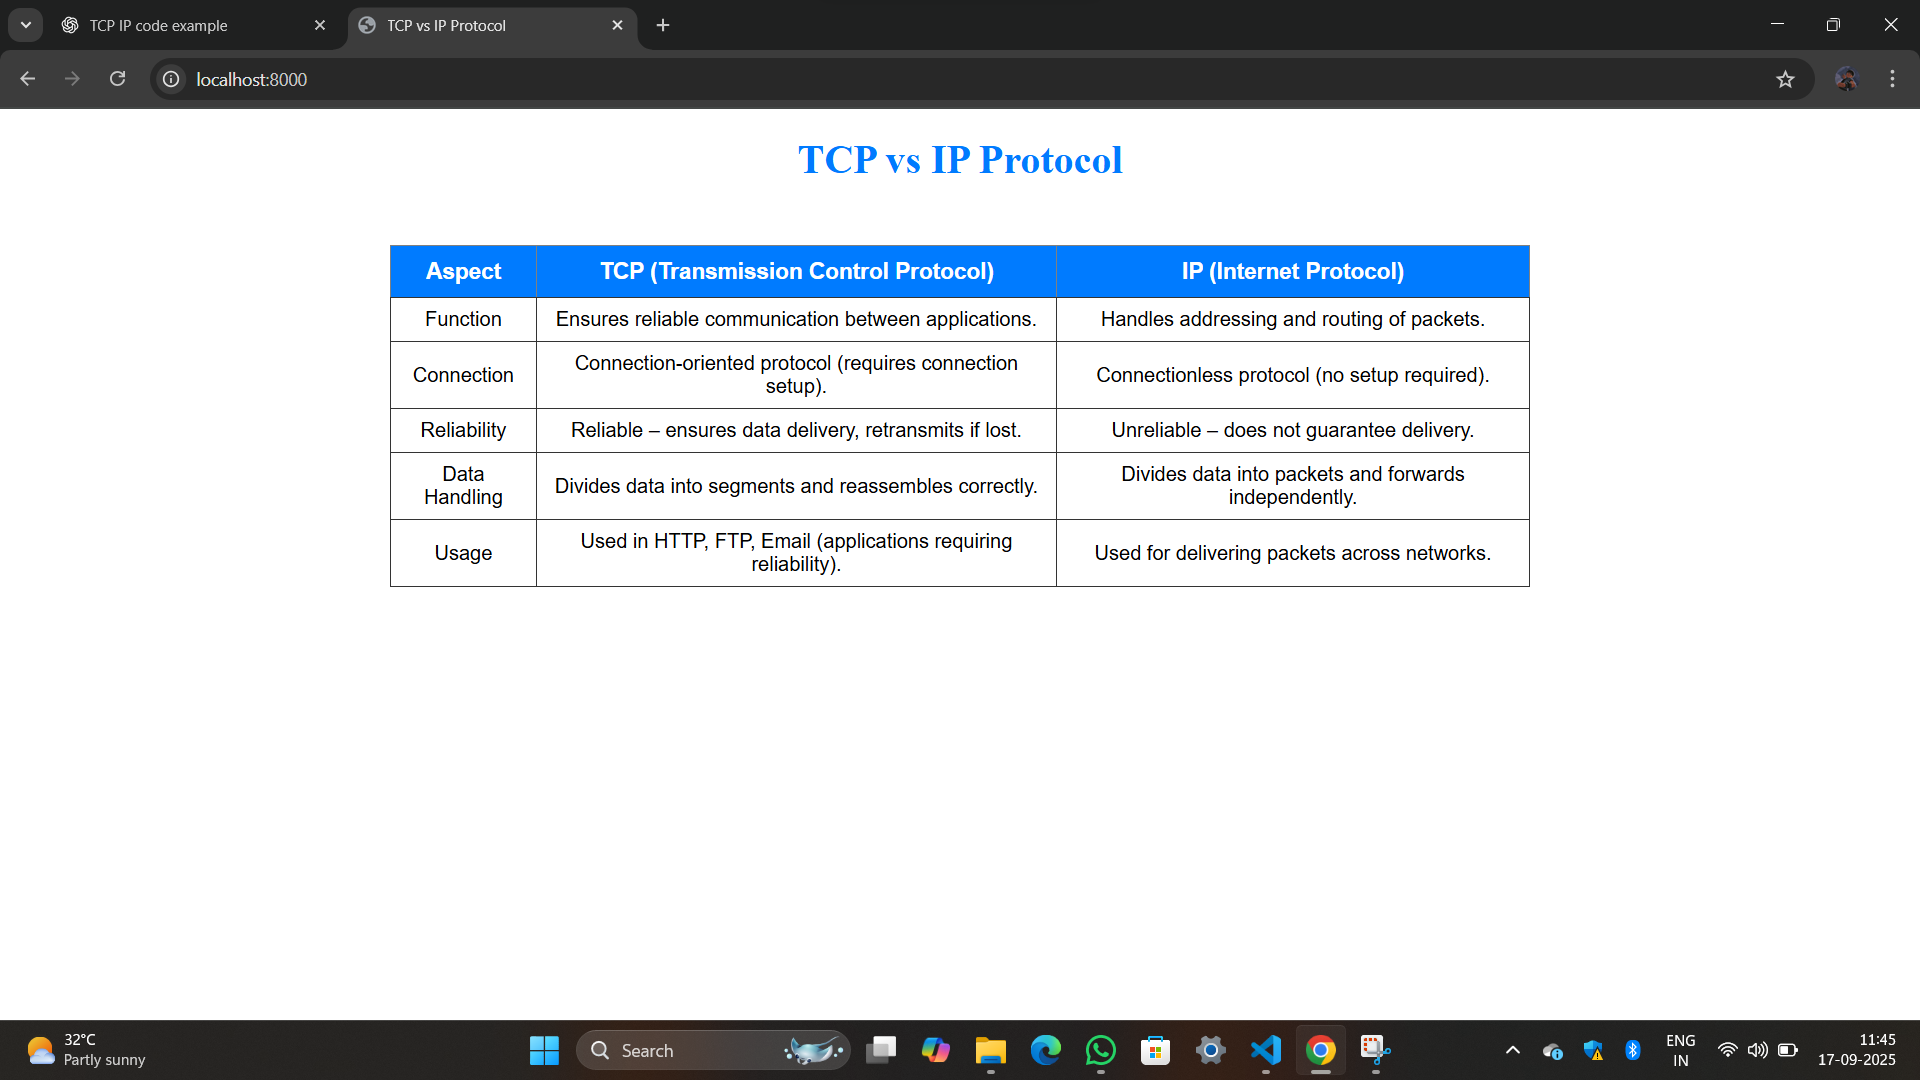 TCP IP code example
TCP vs IP Protocol
localhost:8000
TCP vs IP Protocol
Aspect TCP (Transmission Control Protocol) IP (Internet Protocol)
Function Ensures reliable communication between applications. Handles addressing and routing of packets.
Connection Connection-oriented protocol (requires connection
setup). Connectionless protocol (no setup required).
Reliability Reliable – ensures data delivery, retransmits if lost. Unreliable – does not guarantee delivery.
Data
Handling Divides data into segments and reassembles correctly. Divides data into packets and forwards
independently.
Usage Used in HTTP, FTP, Email (applications requiring
reliability). Used for delivering packets across networks.
32°C
Partly sunny
Search
ENG
IN
11:45
17-09-2025